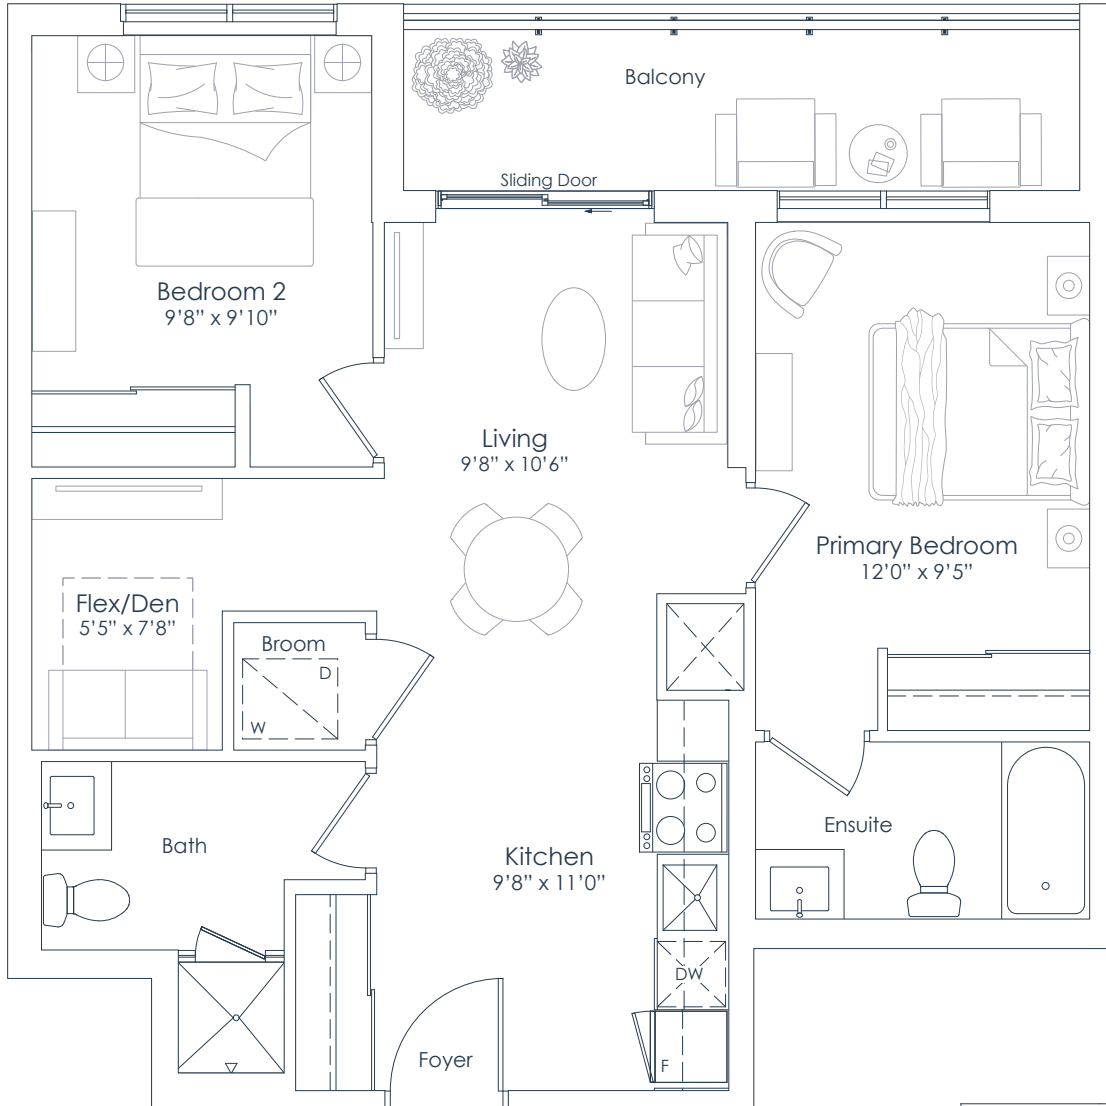 Balcony
Sliding Door
Bedroom 2
9’8” x 9’10”
Living
9’8” x 10’6”
Primary Bedroom
12’0” x 9’5”
Flex/Den
5’5” x 7’8”
Broom
D
W
Bath
Ensuite
Kitchen
9’8” x 11’0”
DW
Foyer
F